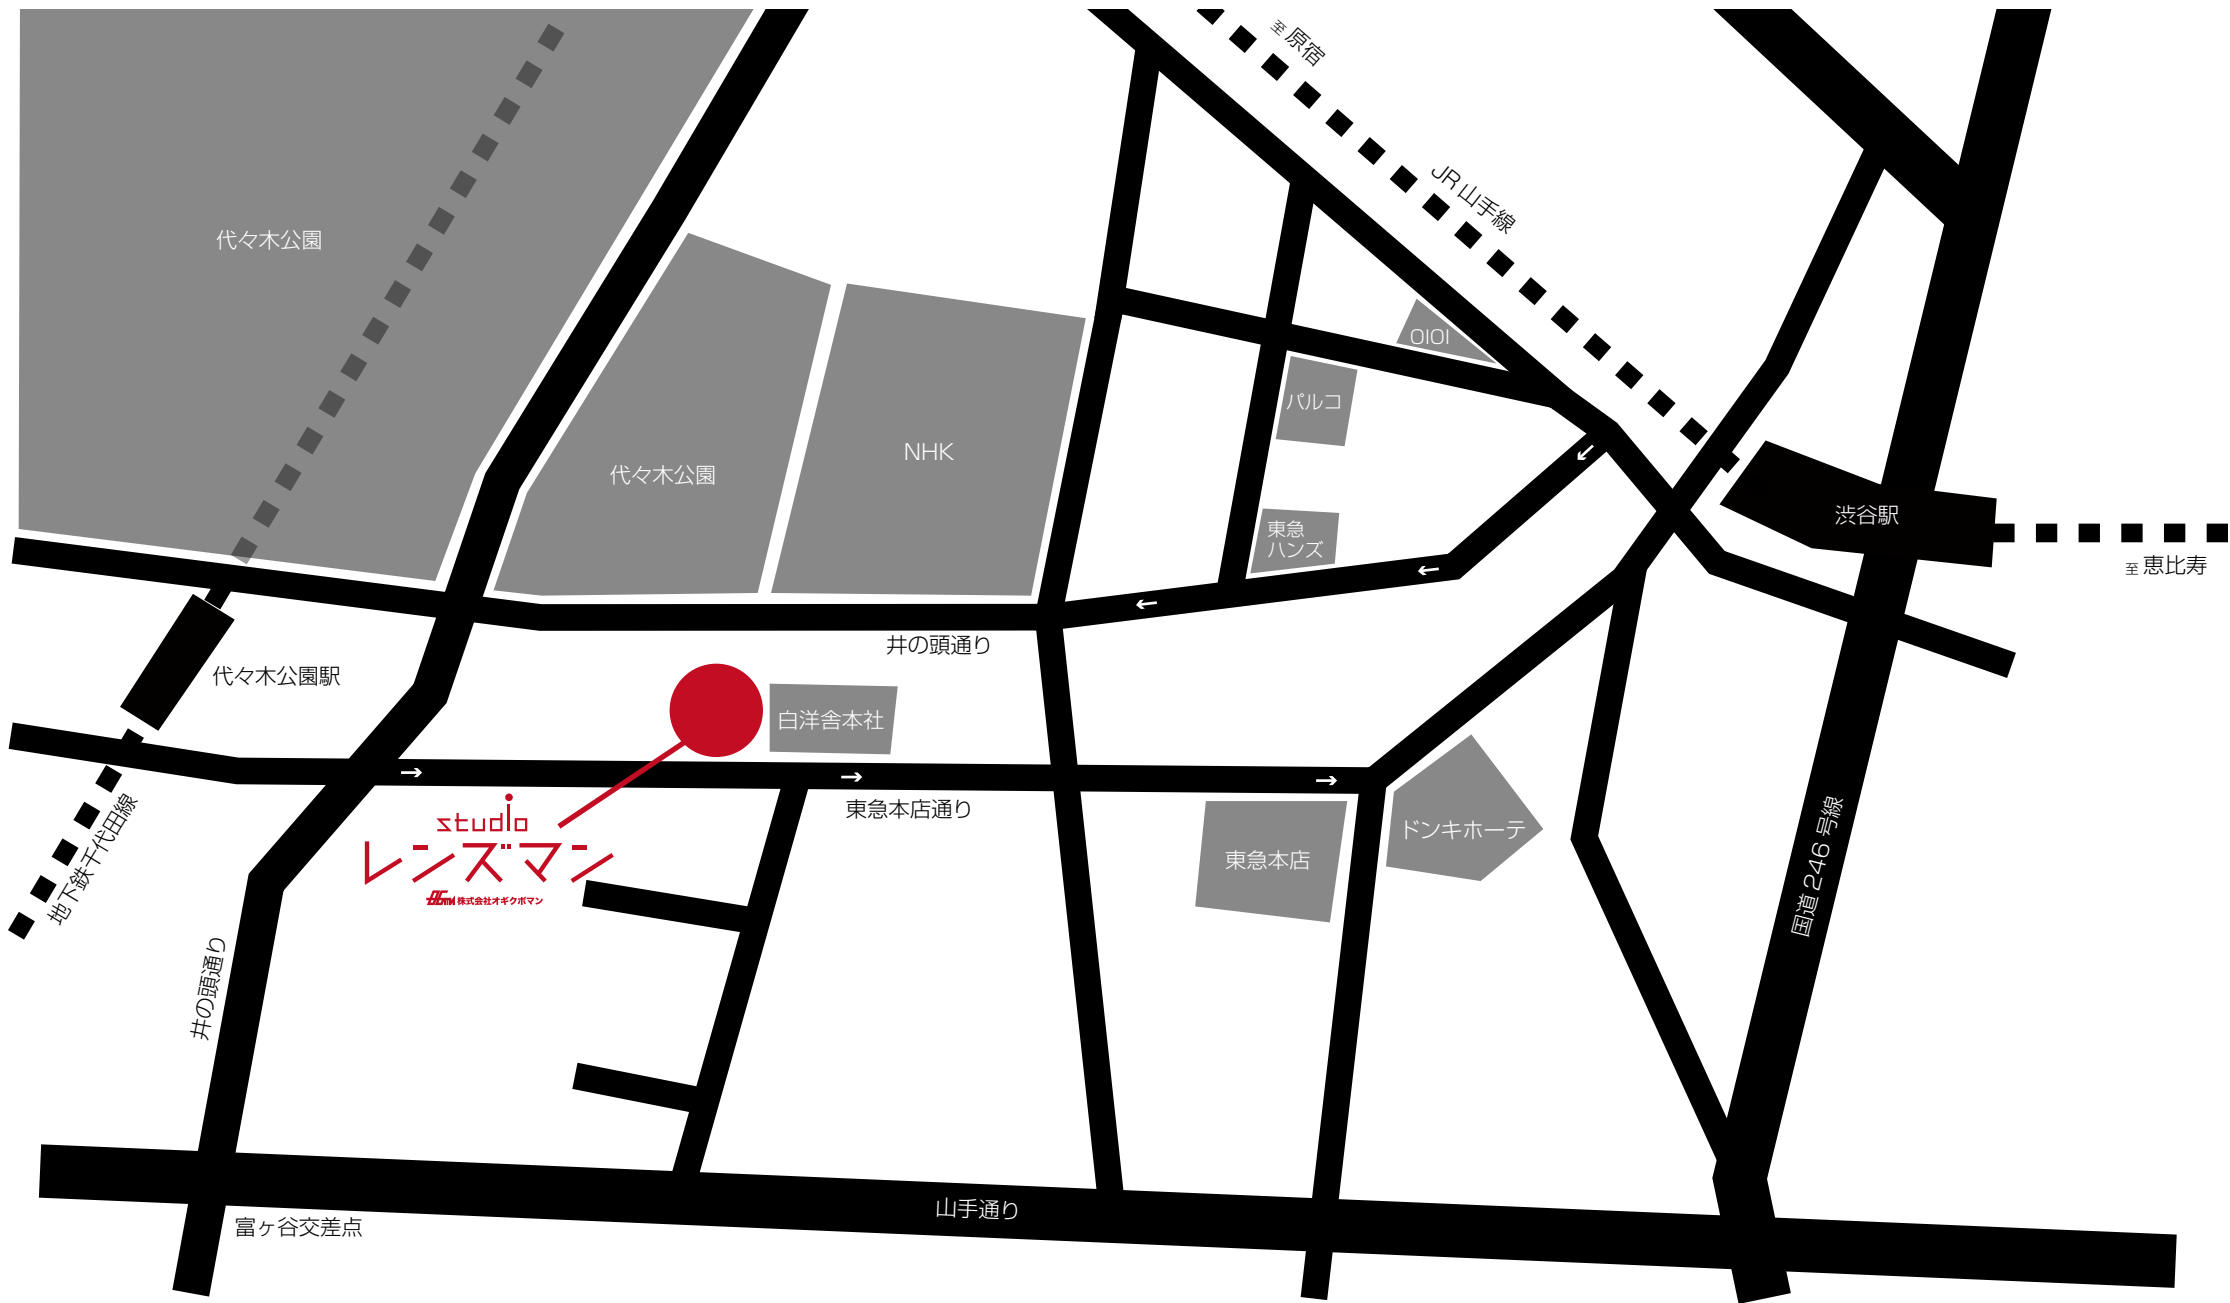 至 原宿
JR 山手線
代々木公園
OIOI
パルコ
NHK
代々木公園
東急
ハンズ
渋谷駅
至 恵比寿
井の頭通り
代々木公園駅
白洋舎本社
東急本店通り
studio
レンズマン
株式会社オギクボマン
ドンキホーテ
東急本店
地下鉄千代田線
国道 246 号線
井の頭通り
山手通り
富ヶ谷交差点